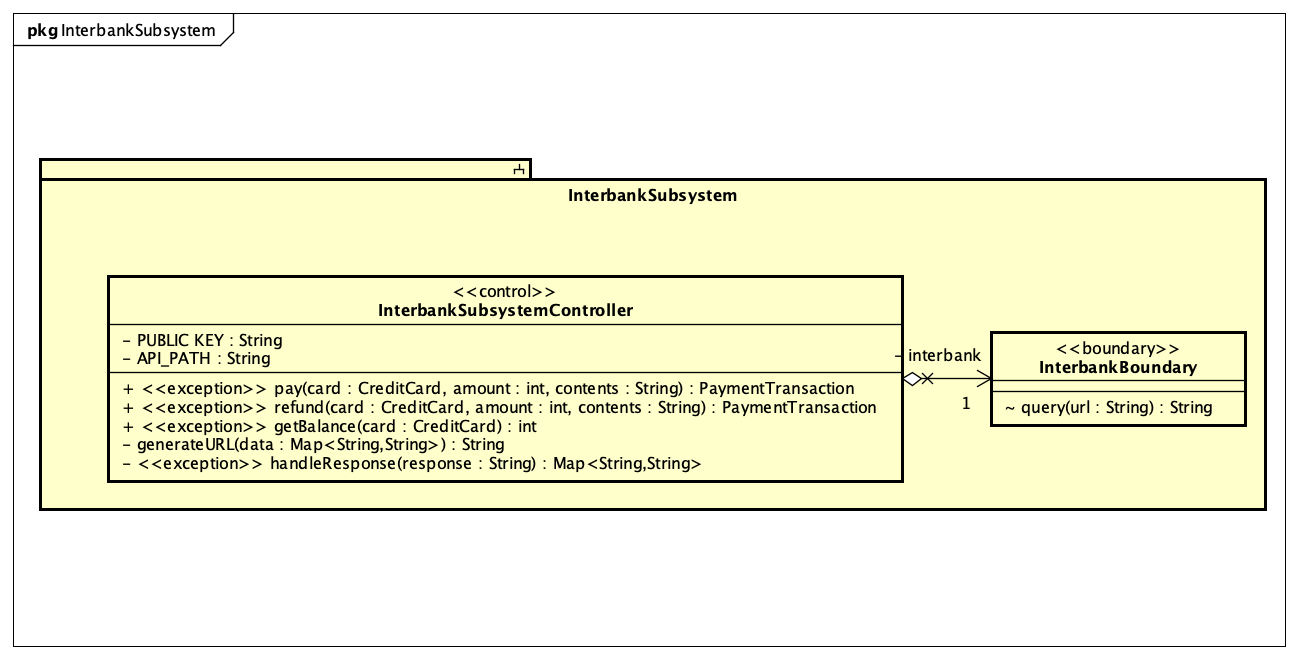 pkg InterbankSubsystem
InterbankSubsystem
<<control>>
InterbankSubsystemController
- PUBLIC KEY : String
- API_PATH : String
+ <<exception>> pay(card : CreditCard, amount : int, contents : String) : PaymentTransaction
+ <<exception>> refund(card : CreditCard, amount : int, contents : String) : PaymentTransaction
+ <<exception>> getBalance(card : CreditCard) : int
- generateURL(data : Map<String,String>) : String
- <<exception>> handleResponse(response : String) : Map<String,String>
- interbank
1
<<boundary>>
InterbankBoundary
~ query(url : String) : String